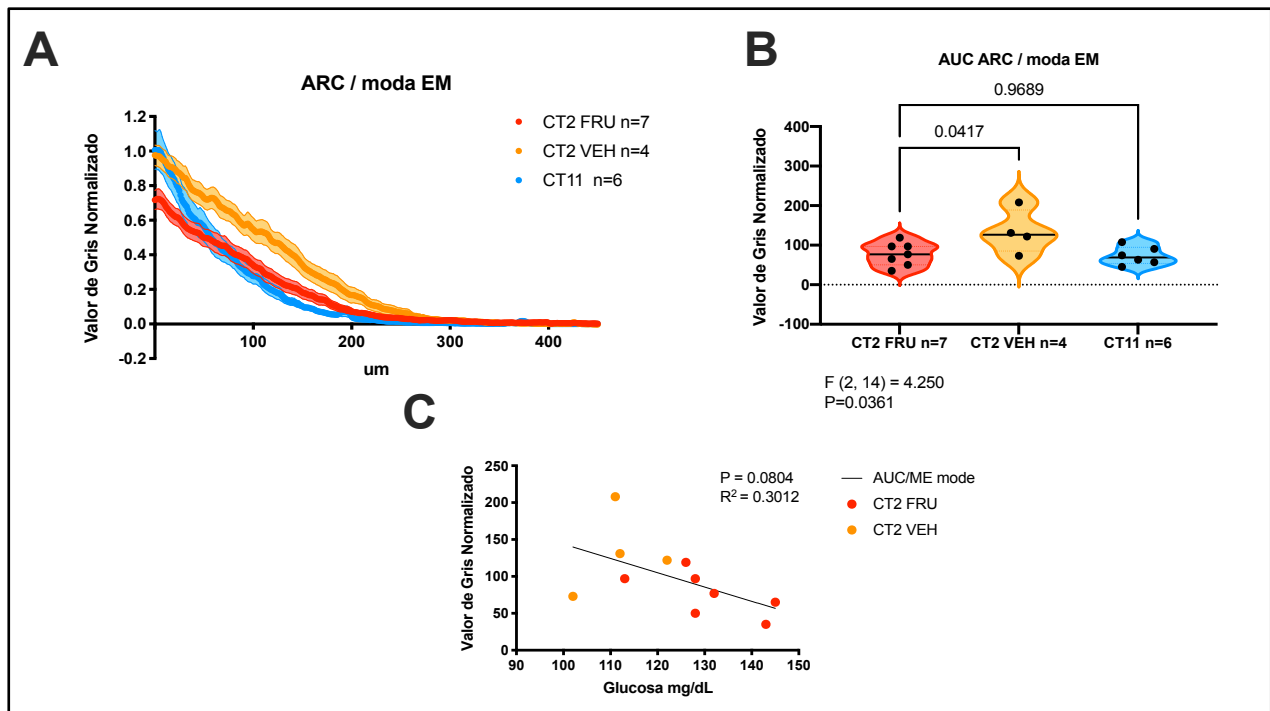 A
ARC / moda EM
Valor de Gris Normalizado
1.2
1.0
0.8
0.6
0.4
0.2
0.0
-0.2
100 200 300 400
um
CT2 FRU n=7
CT2 VEH n=4
CT11 n=6
B
AUC ARC / moda EM
0.9689
0.0417
Valor de Gris Normalizado
400
300
200
100
0
-100
CT2 FRU n=7 CT2 VEH n=4 CT11 n=6
F (2, 14) = 4.250
P=0.0361
C
Valor de Gris Normalizado
250
200
150
100
50
0
90 100 110 120 130 140 150
Glucosa mg/dL
P = 0.0804
R² = 0.3012
AUC/ME mode
CT2 FRU
CT2 VEH